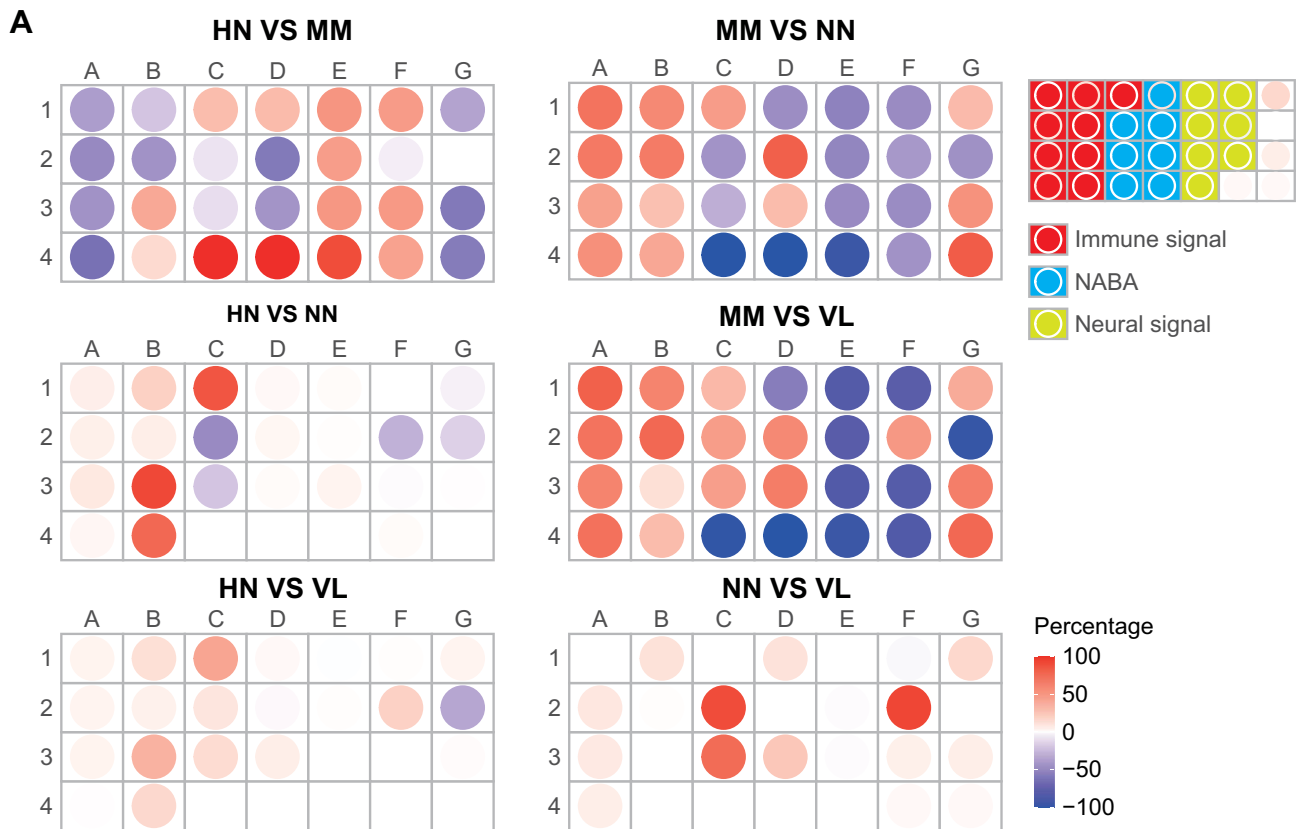 A
HN VS MM
A B C D E F G
1
2
3
4
MM VS NN
A B C D E F G
1
2
3
4
Immune signal
NABA
Neural signal
HN VS NN
A B C D E F G
1
2
3
4
MM VS VL
A B C D E F G
1
2
3
4
HN VS VL
A B C D E F G
1
2
3
4
NN VS VL
A B C D E F G
1
2
3
4
Percentage
100
50
0
−50
−100